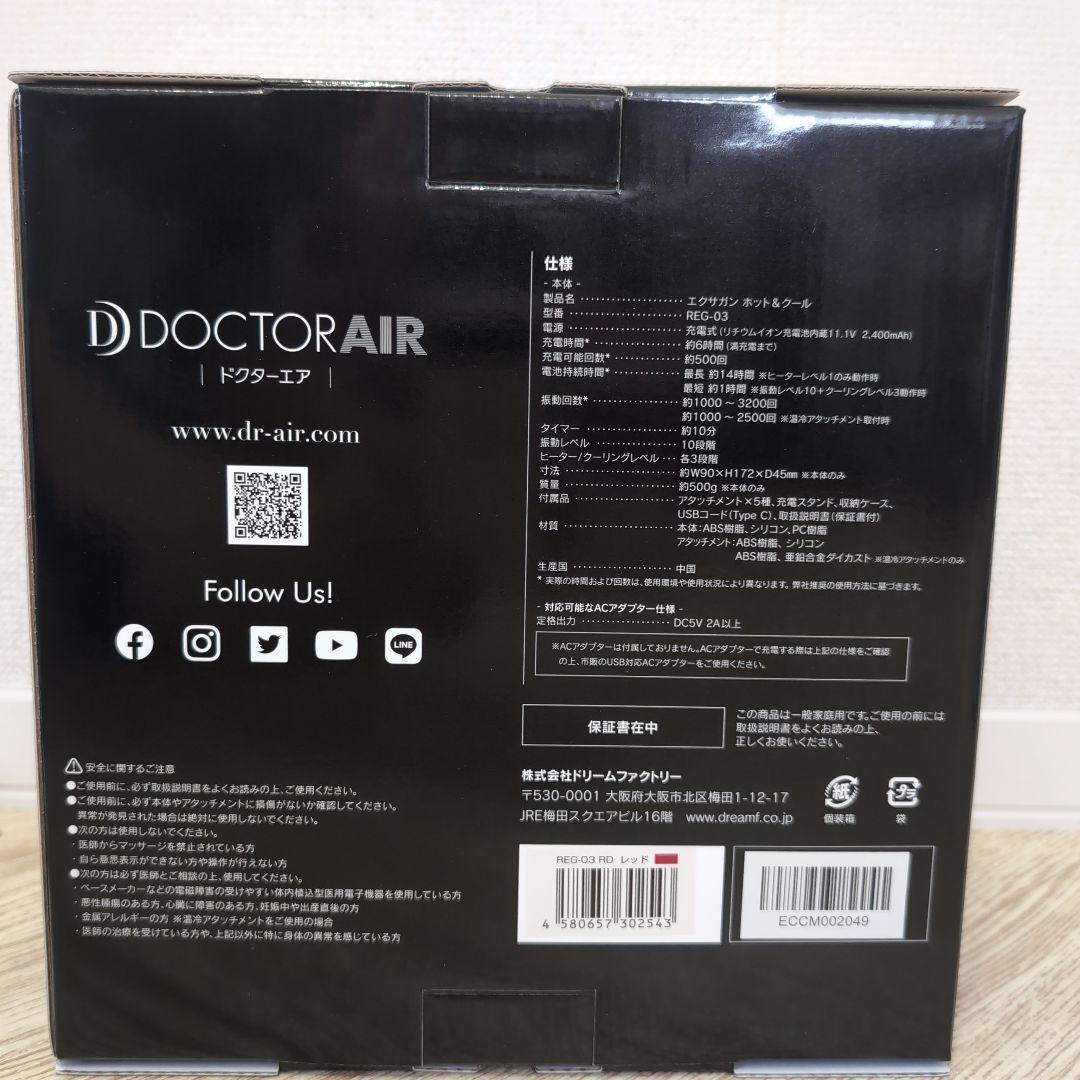 DOCTORAIR
ドクターエア
www.dr-air.com
Follow Us!
LINE
⚠安全に関するご注意
●ご使用前に、必ず取扱説明書をよくお読みの上、ご使用ください。
●ご使用前に、必ず本体やアタッチメントに損傷がないか確認してください。
異常が発見された場合は絶対に使用しないでください。
●次の方は使用しないでください。
・医師からマッサージを禁止されている方
・自ら意思表示ができない方や操作が行えない方
●次の方は必ず医師とご相談の上、使用してください。
・ペースメーカーなどの電磁障害の受けやすい体内植込型医用電子機器を使用している方
・悪性腫瘍のある方、心臓に障害のある方、妊娠中や出産直後の方
・金属アレルギーの方 ※温冷アタッチメントをご使用の場合
・医師の治療を受けている方や、上記以外に特に身体の異常を感じている方
仕様
- 本体 -
製品名 ···················· エクサガン ホット＆クール
型番 ···················· REG-03
電源 ···················· 充電式 (リチウムイオン充電池内蔵11.1V 2,400mAh)
充電時間* ················ 約6時間 (満充電まで)
充電可能回数* ············ 約500回
電池持続時間* ············ 最長 約14時間 ※ヒーターレベル1のみ動作時
最短 約1時間 ※振動レベル10＋クーリングレベル3動作時
振動回数* ················ 約1000 ～ 3200回
約1000 ～ 2500回 ※温冷アタッチメント取付時
タイマー ················ 約10分
振動レベル ·············· 10段階
ヒーター/クーリングレベル ··· 各3段階
寸法 ···················· 約W90×H172×D45mm ※本体のみ
質量 ···················· 約500g ※本体のみ
付属品 ·················· アタッチメント×5種、充電スタンド、収納ケース、
USBコード(Type C)、取扱説明書(保証書付)
材質 ···················· 本体：ABS樹脂、シリコン、PC樹脂
アタッチメント：ABS樹脂、シリコン
ABS樹脂、亜鉛合金ダイカスト ※温冷アタッチメントのみ
生産国 ·················· 中国
* 実際の時間および回数は、使用環境や使用状況により異なります。弊社推奨の使用方法に基づきます。
- 対応可能なACアダプター仕様 -
定格出力 ················ DC5V 2A以上
※ACアダプターは付属しておりません。ACアダプターで充電する際は上記の仕様をご確認
の上、市販のUSB対応ACアダプターをご使用ください。
保証書在中
この商品は一般家庭用です。ご使用の前には
取扱説明書をよくお読みの上、
正しくお使いください。
株式会社ドリームファクトリー
〒530-0001 大阪府大阪市北区梅田1-12-17
JRE梅田スクエアビル16階 www.dreamf.co.jp
紙
個装箱
プラ
袋
REG-03 RD レッド
4 580657 302543
ECCM002049